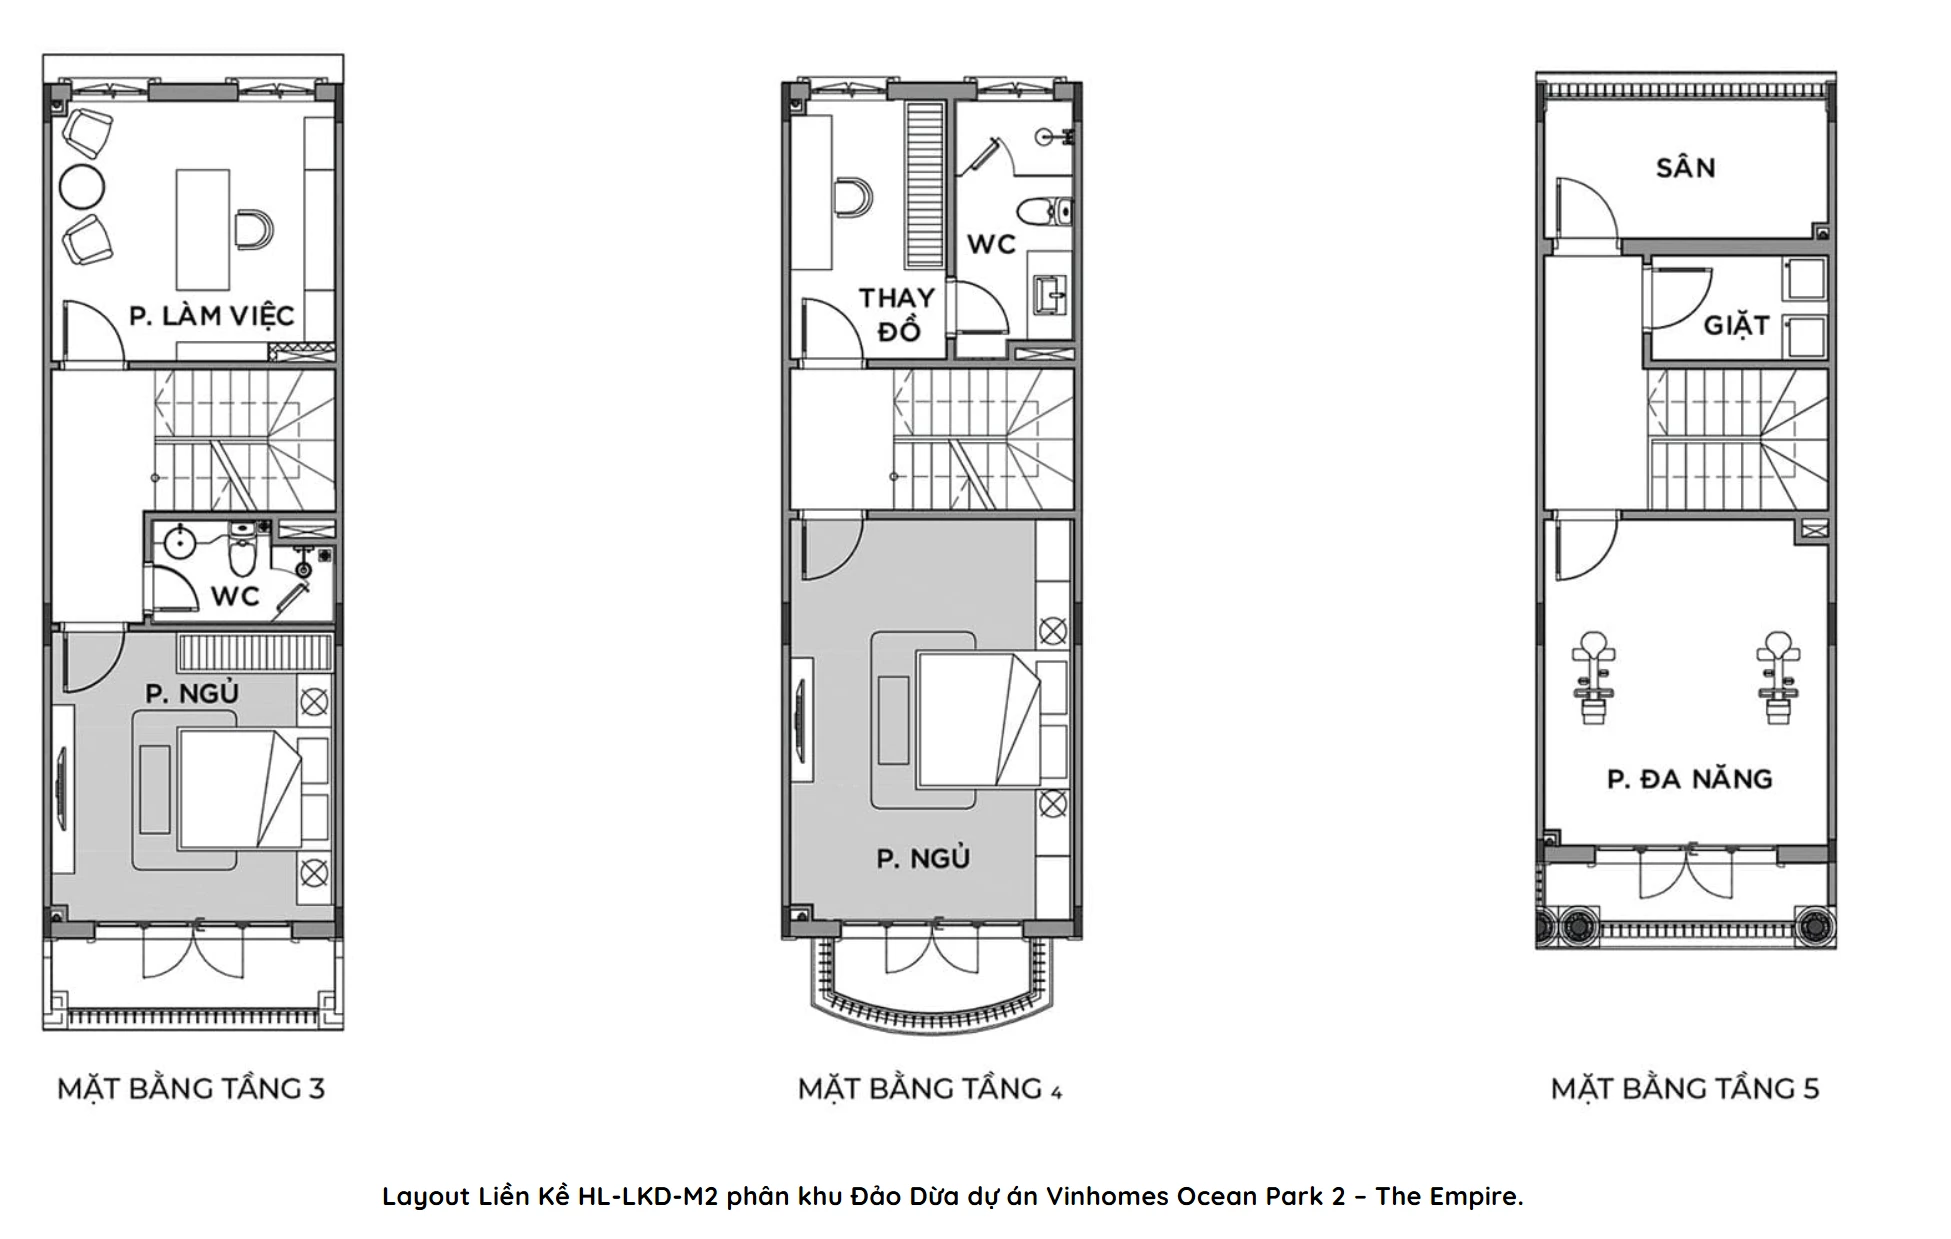 P. LÀM VIỆC
WC
P. NGỦ
MẶT BẰNG TẦNG 3
THAY
ĐỒ
WC
P. NGỦ
MẶT BẰNG TẦNG 4
SÂN
GIẶT
P. ĐA NĂNG
MẶT BẰNG TẦNG 5
Layout Liền Kề HL-LKD-M2 phân khu Đảo Dừa dự án Vinhomes Ocean Park 2 – The Empire.